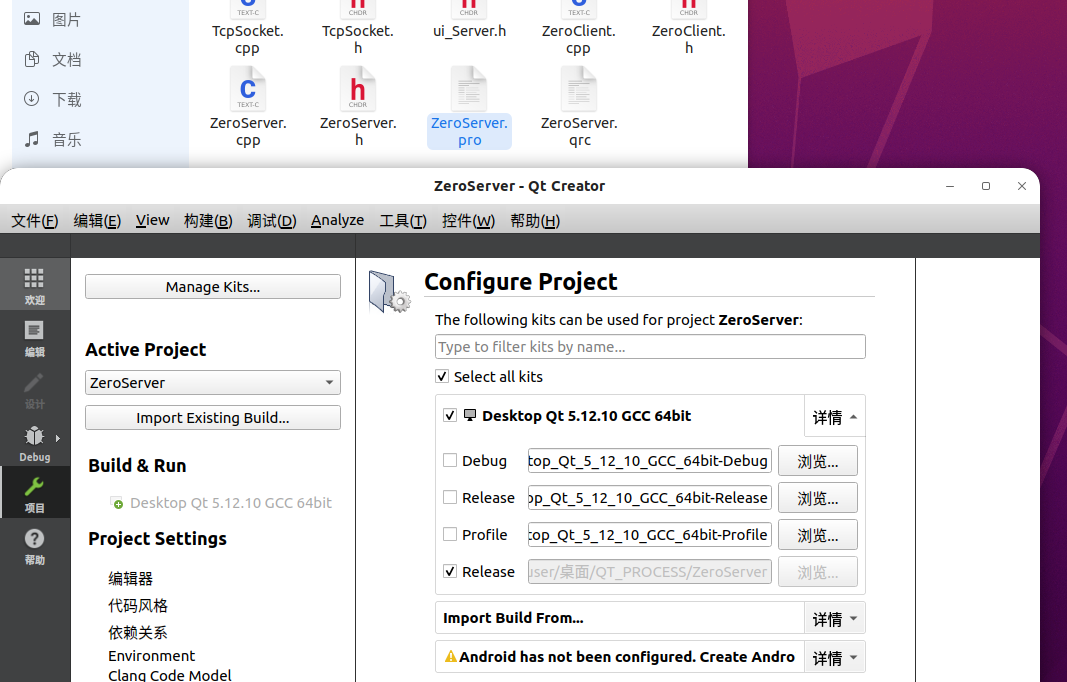 图片
TEXT-C
CHDR
CHDR
TEXT-C
CHDR
TcpSocket.
cpp
TcpSocket.
h
ui_Server.h
ZeroClient.
cpp
ZeroClient.
h
文档
下载
C
TEXT-C
h
CHDR
ZeroServer.
cpp
ZeroServer.
h
ZeroServer.
pro
ZeroServer.
qrc
音乐
ZeroServer - Qt Creator
文件(F) 编辑(E) View 构建(B) 调试(D) Analyze 工具(T) 控件(W) 帮助(H)
欢迎
编辑
设计
Debug
项目
帮助
Manage Kits...
Active Project
ZeroServer
Import Existing Build...
Build & Run
Desktop Qt 5.12.10 GCC 64bit
Project Settings
编辑器
代码风格
依赖关系
Environment
Clang Code Model
Configure Project
The following kits can be used for project ZeroServer:
Type to filter kits by name...
Select all kits
Desktop Qt 5.12.10 GCC 64bit 详情
Debug top_Qt_5_12_10_GCC_64bit-Debug 浏览...
Release op_Qt_5_12_10_GCC_64bit-Release 浏览...
Profile top_Qt_5_12_10_GCC_64bit-Profile 浏览...
Release user/桌面/QT_PROCESS/ZeroServer 浏览...
Import Build From... 详情
Android has not been configured. Create Andro 详情